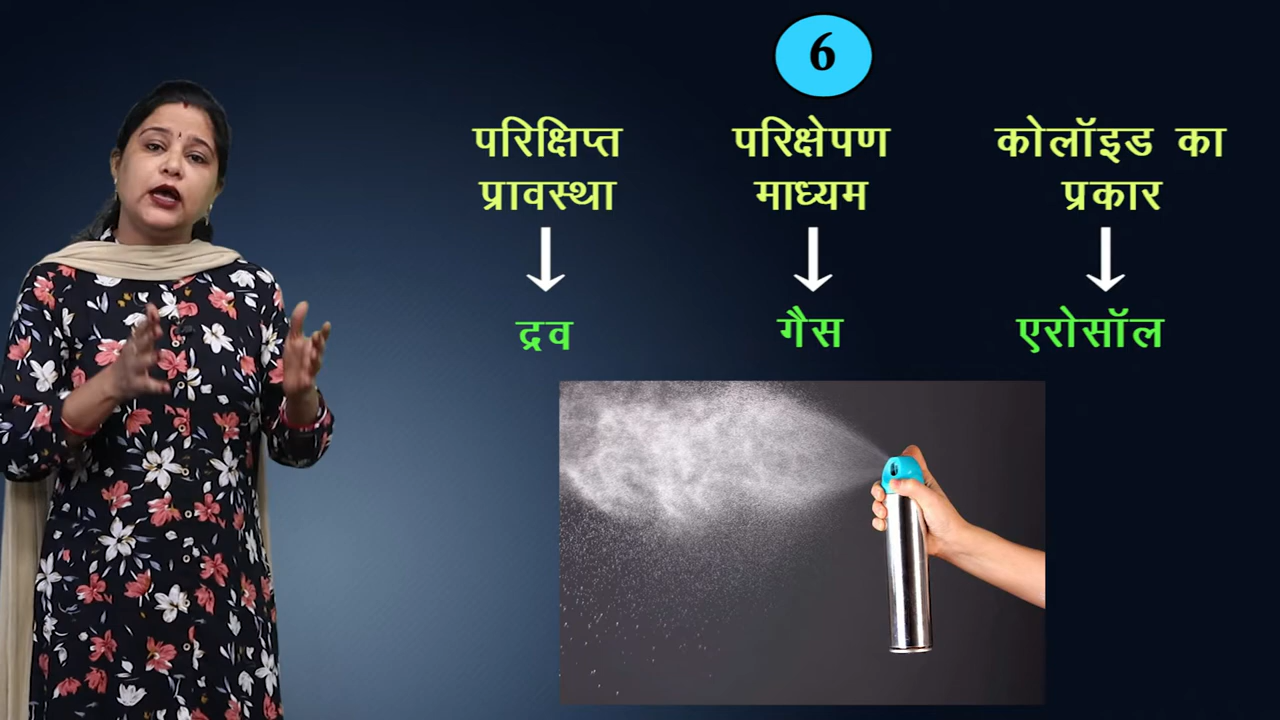 6
परिक्षिप्त
प्रावस्था
परिक्षेपण
माध्यम
कोलॉइड का
प्रकार
द्रव
गैस
एरोसॉल